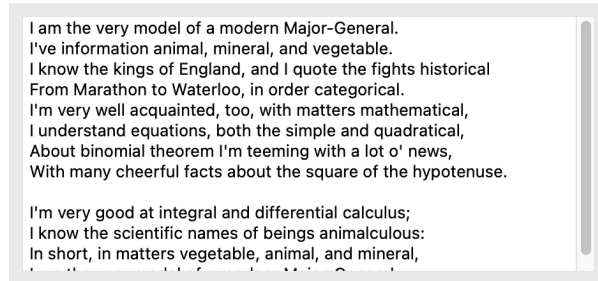 I am the very model of a modern Major-General.
I've information animal, mineral, and vegetable.
I know the kings of England, and I quote the fights historical
From Marathon to Waterloo, in order categorical.
I'm very well acquainted, too, with matters mathematical,
I understand equations, both the simple and quadratical,
About binomial theorem I'm teeming with a lot o' news,
With many cheerful facts about the square of the hypotenuse.

I'm very good at integral and differential calculus;
I know the scientific names of beings animalculous:
In short, in matters vegetable, animal, and mineral,